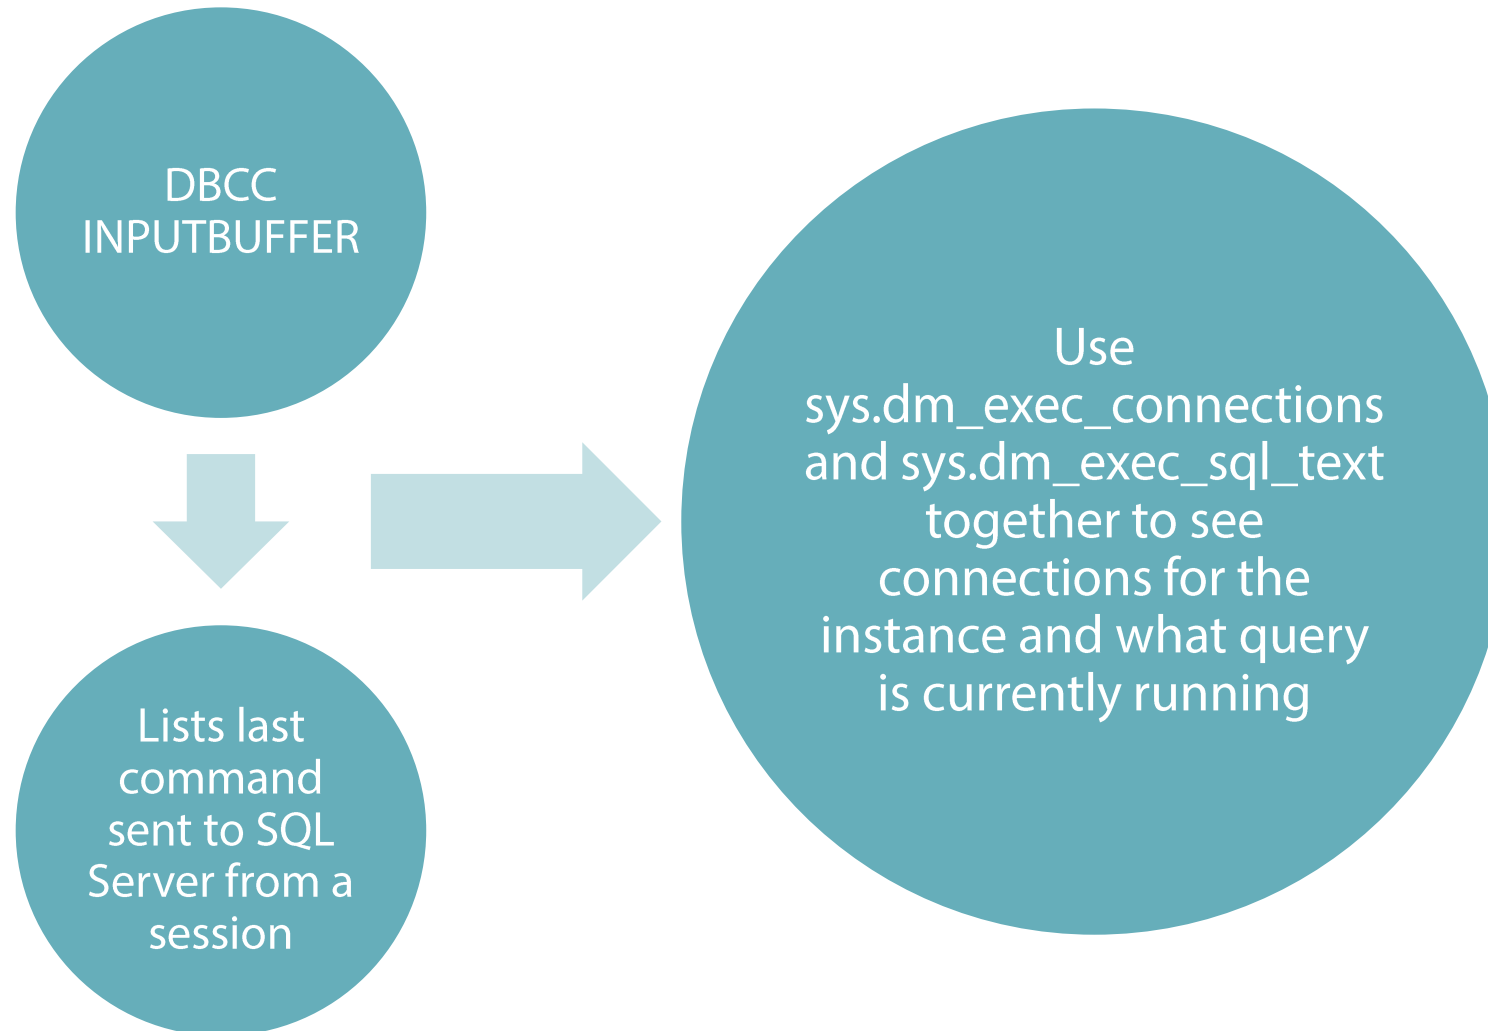 DBCC
INPUTBUFFER
Lists last
command
sent to SQL
Server from a
session
Use
sys.dm_exec_connections
and sys.dm_exec_sql_text
together to see
connections for the
instance and what query
is currently running